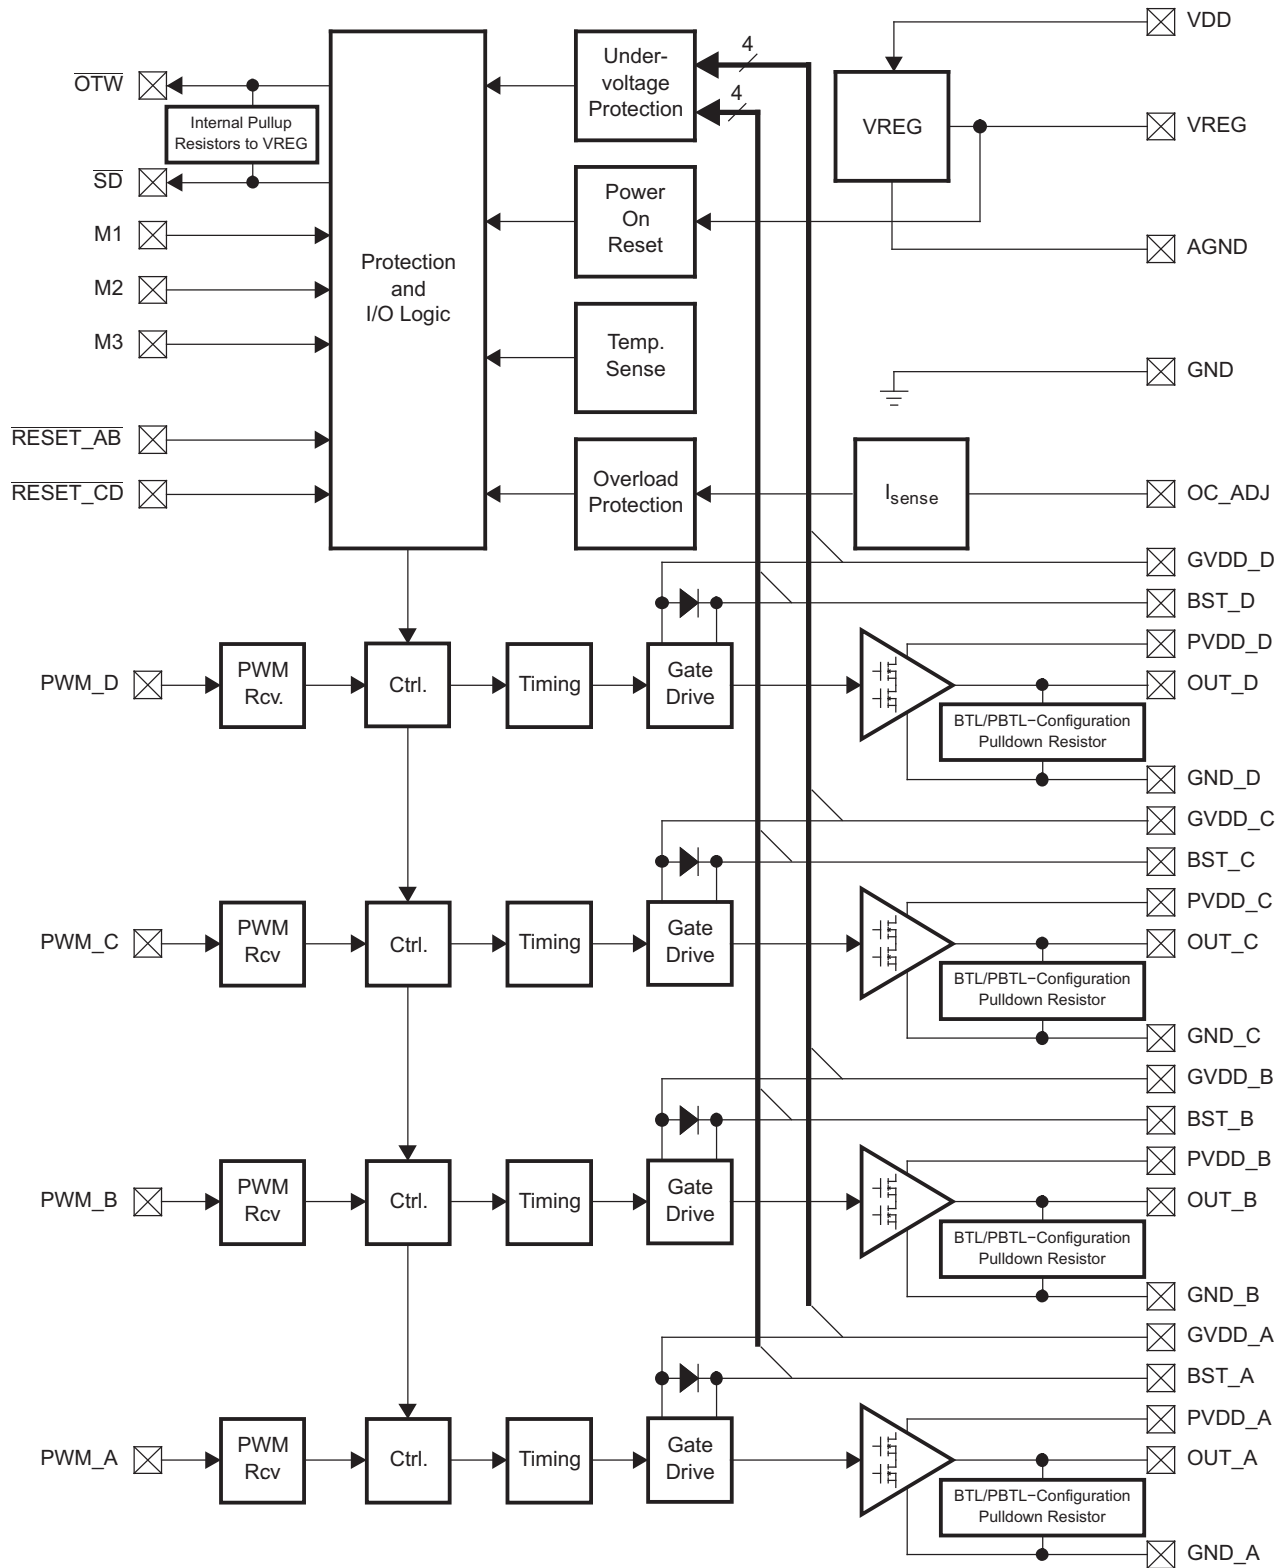 VDD
4
Under-
voltage
Protection
OTW
4
Internal Pullup
Resistors to VREG
VREG
VREG
SD
Power
On
Reset
M1
AGND
Protection
and
I/O Logic
M2
M3
Temp.
Sense
GND
RESET_AB
RESET_CD
Overload
Protection
Isense
OC_ADJ
GVDD_D
BST_D
PVDD_D
PWM_D
PWM
Rcv.
Ctrl.
Timing
Gate
Drive
OUT_D
BTL/PBTL−Configuration
Pulldown Resistor
GND_D
GVDD_C
BST_C
PVDD_C
PWM_C
PWM
Rcv
Ctrl.
Timing
Gate
Drive
OUT_C
BTL/PBTL−Configuration
Pulldown Resistor
GND_C
GVDD_B
BST_B
PVDD_B
PWM_B
PWM
Rcv
Ctrl.
Timing
Gate
Drive
OUT_B
BTL/PBTL−Configuration
Pulldown Resistor
GND_B
GVDD_A
BST_A
PVDD_A
PWM_A
PWM
Rcv
Ctrl.
Timing
Gate
Drive
OUT_A
BTL/PBTL−Configuration
Pulldown Resistor
GND_A